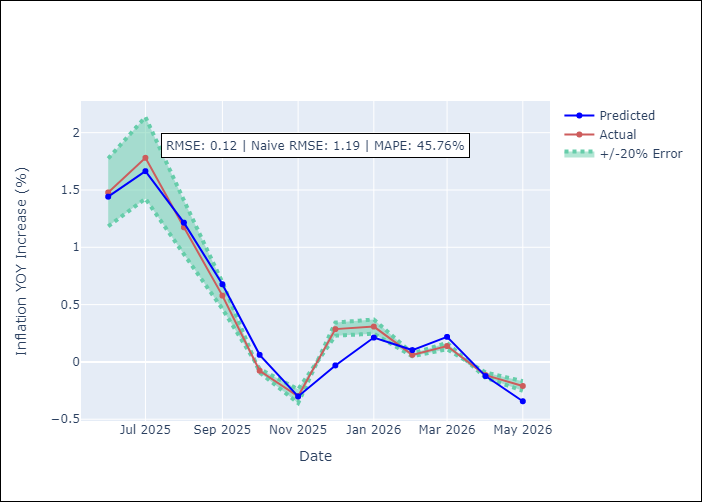 RMSE: 0.12 | Naive RMSE: 1.19 | MAPE: 45.76%
Predicted
Actual
+/-20% Error
Inflation YOY Increase (%)
2
1.5
1
0.5
0
−0.5
Jul 2025
Sep 2025
Nov 2025
Jan 2026
Mar 2026
May 2026
Date